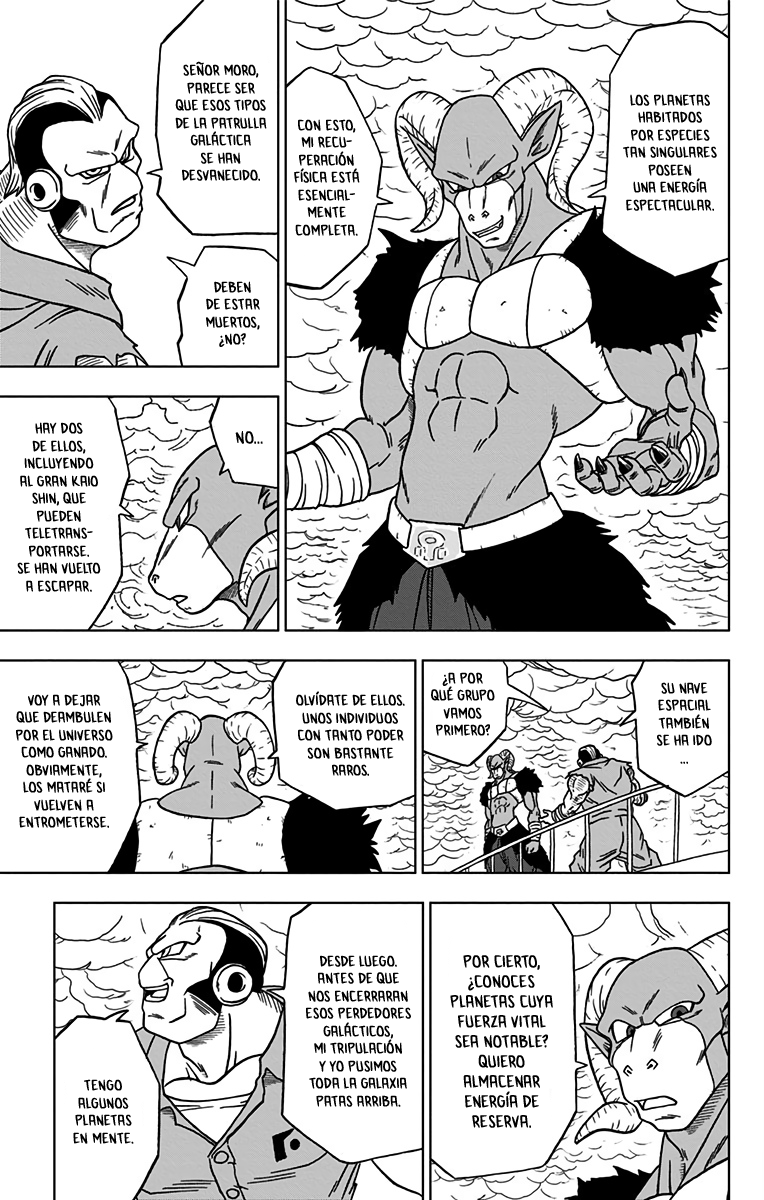 LOS PLANETAS
HABITADOS
POR ESPECIES
TAN SINGULARES
POSEEN
UNA ENERGÍA
ESPECTACULAR.
CON ESTO,
MI RECU-
PERACIÓN
FÍSICA ESTÁ
ESENCIAL-
MENTE
COMPLETA.
SEÑOR MORO,
PARECE SER
QUE ESOS TIPOS
DE LA PATRULLA
GALÁCTICA
SE HAN
DESVANECIDO.
DEBEN
DE ESTAR
MUERTOS,
¿NO?
NO...
HAY DOS
DE ELLOS,
INCLUYENDO
AL GRAN KAIO
SHIN, QUE
PUEDEN
TELETRANS-
PORTARSE.
SE HAN VUELTO
A ESCAPAR.
SU NAVE
ESPACIAL
TAMBIÉN
SE HA IDO
...
¿A POR
QUÉ GRUPO
VAMOS
PRIMERO?
OLVÍDATE DE ELLOS.
UNOS INDIVIDUOS
CON TANTO PODER
SON BASTANTE
RAROS.
VOY A DEJAR
QUE DEAMBULEN
POR EL UNIVERSO
COMO GANADO.
OBVIAMENTE,
LOS MATARÉ SI
VUELVEN A
ENTROMETERSE.
POR CIERTO,
¿CONOCES
PLANETAS CUYA
FUERZA VITAL
SEA NOTABLE?
QUIERO
ALMACENAR
ENERGÍA DE
RESERVA.
DESDE LUEGO.
ANTES DE QUE
NOS ENCERRARAN
ESOS PERDEDORES
GALÁCTICOS,
MI TRIPULACIÓN
Y YO PUSIMOS
TODA LA GALAXIA
PATAS ARRIBA.
TENGO
ALGUNOS
PLANETAS
EN MENTE.